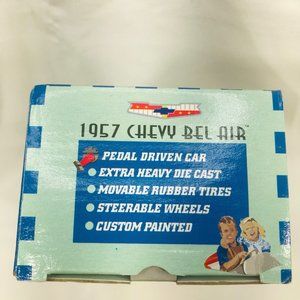 1957 CHEVY BEL AIR™
PEDAL DRIVEN CAR
EXTRA HEAVY DIE CAST
MOVABLE RUBBER TIRES
STEERABLE WHEELS
CUSTOM PAINTED